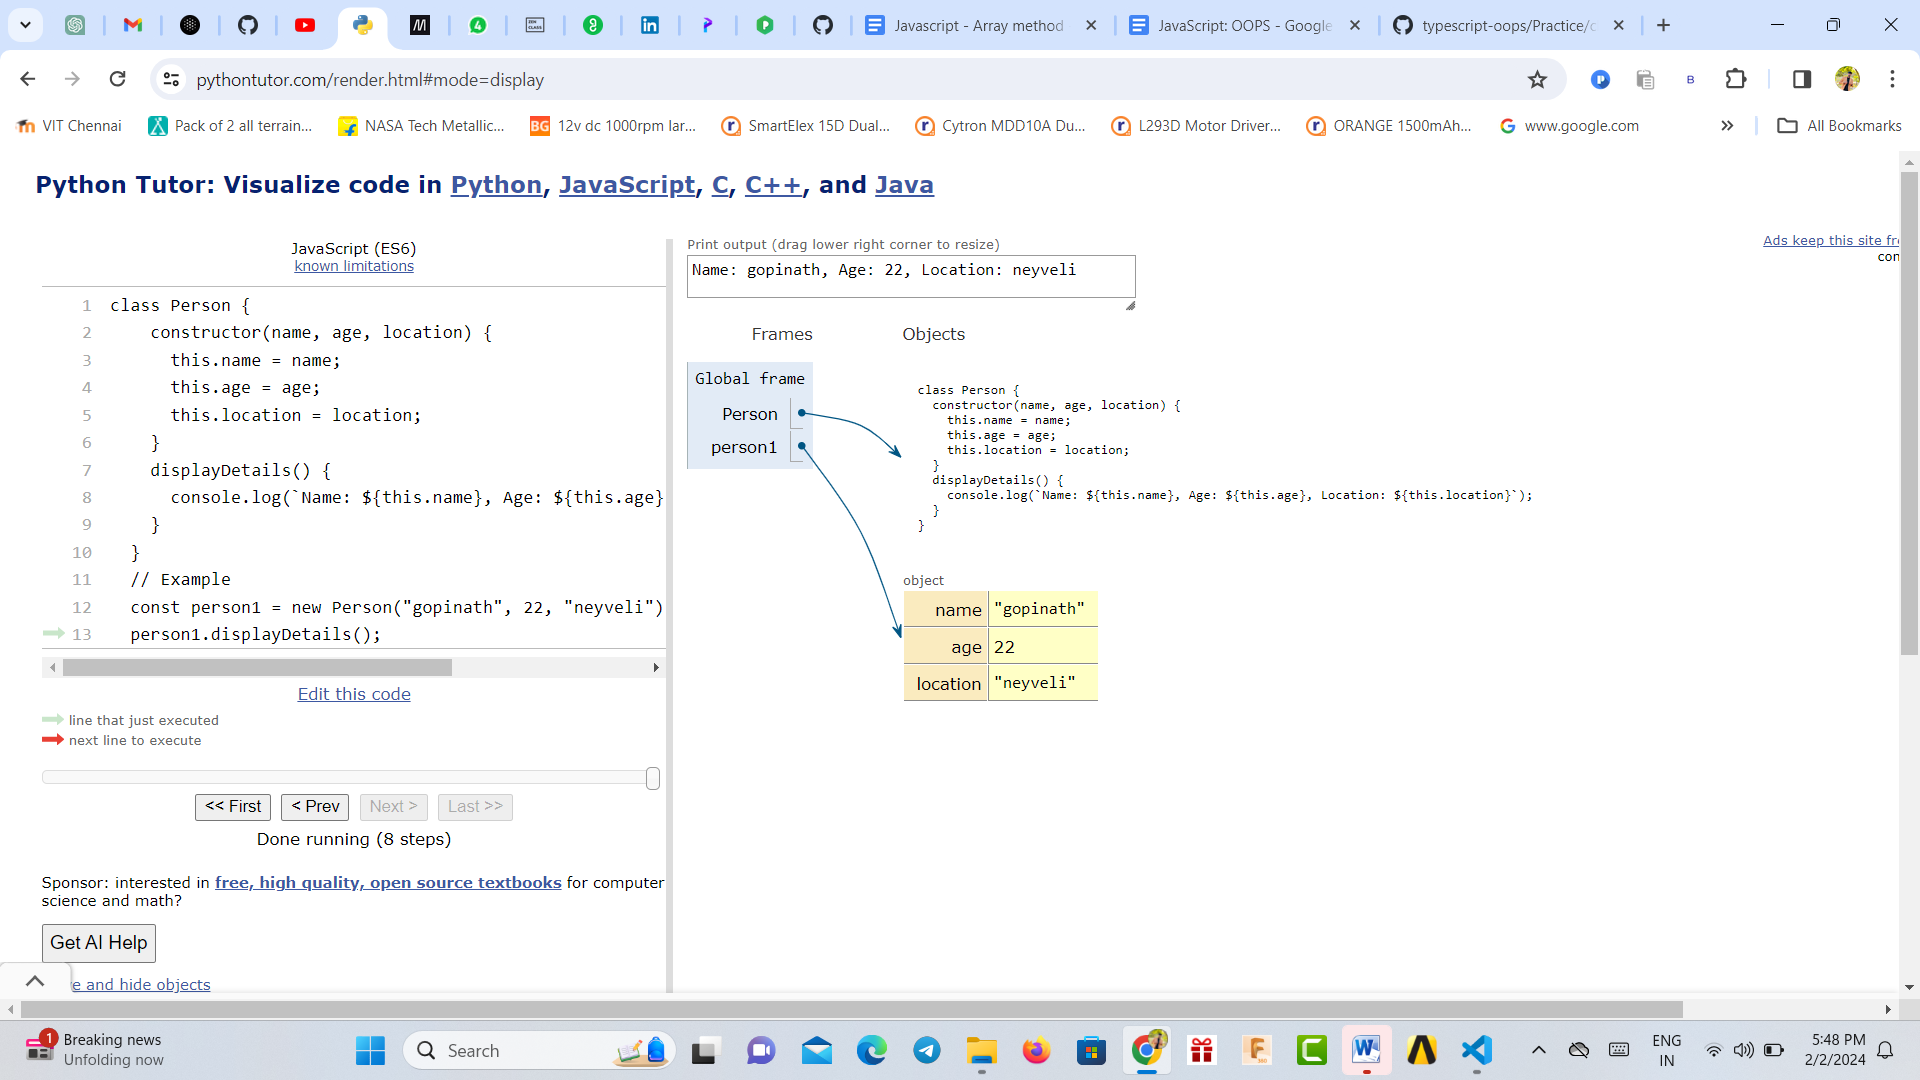 Javascript - Array method
JavaScript: OOPS - Google
typescript-oops/Practice/c
pythontutor.com/render.html#mode=display
VIT Chennai
Pack of 2 all terrain...
NASA Tech Metallic...
BG
12v dc 1000rpm lar...
SmartElex 15D Dual...
Cytron MDD10A Du...
L293D Motor Driver...
ORANGE 1500mAh...
www.google.com
All Bookmarks
Python Tutor: Visualize code in Python, JavaScript, C, C++, and Java
JavaScript (ES6)
known limitations
1 class Person {
2 constructor(name, age, location) {
3 this.name = name;
4 this.age = age;
5 this.location = location;
6 }
7 displayDetails() {
8 console.log(`Name: ${this.name}, Age: ${this.age}
9 }
10 }
11 // Example
12 const person1 = new Person("gopinath", 22, "neyveli")
13 person1.displayDetails();
Edit this code
line that just executed
next line to execute
<< First
< Prev
Next >
Last >>
Done running (8 steps)
Sponsor: interested in free, high quality, open source textbooks for computer
science and math?
Get AI Help
e and hide objects
Print output (drag lower right corner to resize)
Name: gopinath, Age: 22, Location: neyveli
Frames
Objects
Global frame
Person
person1
class Person {
constructor(name, age, location) {
this.name = name;
this.age = age;
this.location = location;
}
displayDetails() {
console.log(`Name: ${this.name}, Age: ${this.age}, Location: ${this.location}`);
}
}
object
name "gopinath"
age 22
location "neyveli"
Ads keep this site fre
con
1
Breaking news
Unfolding now
Search
ENG
IN
5:48 PM
2/2/2024